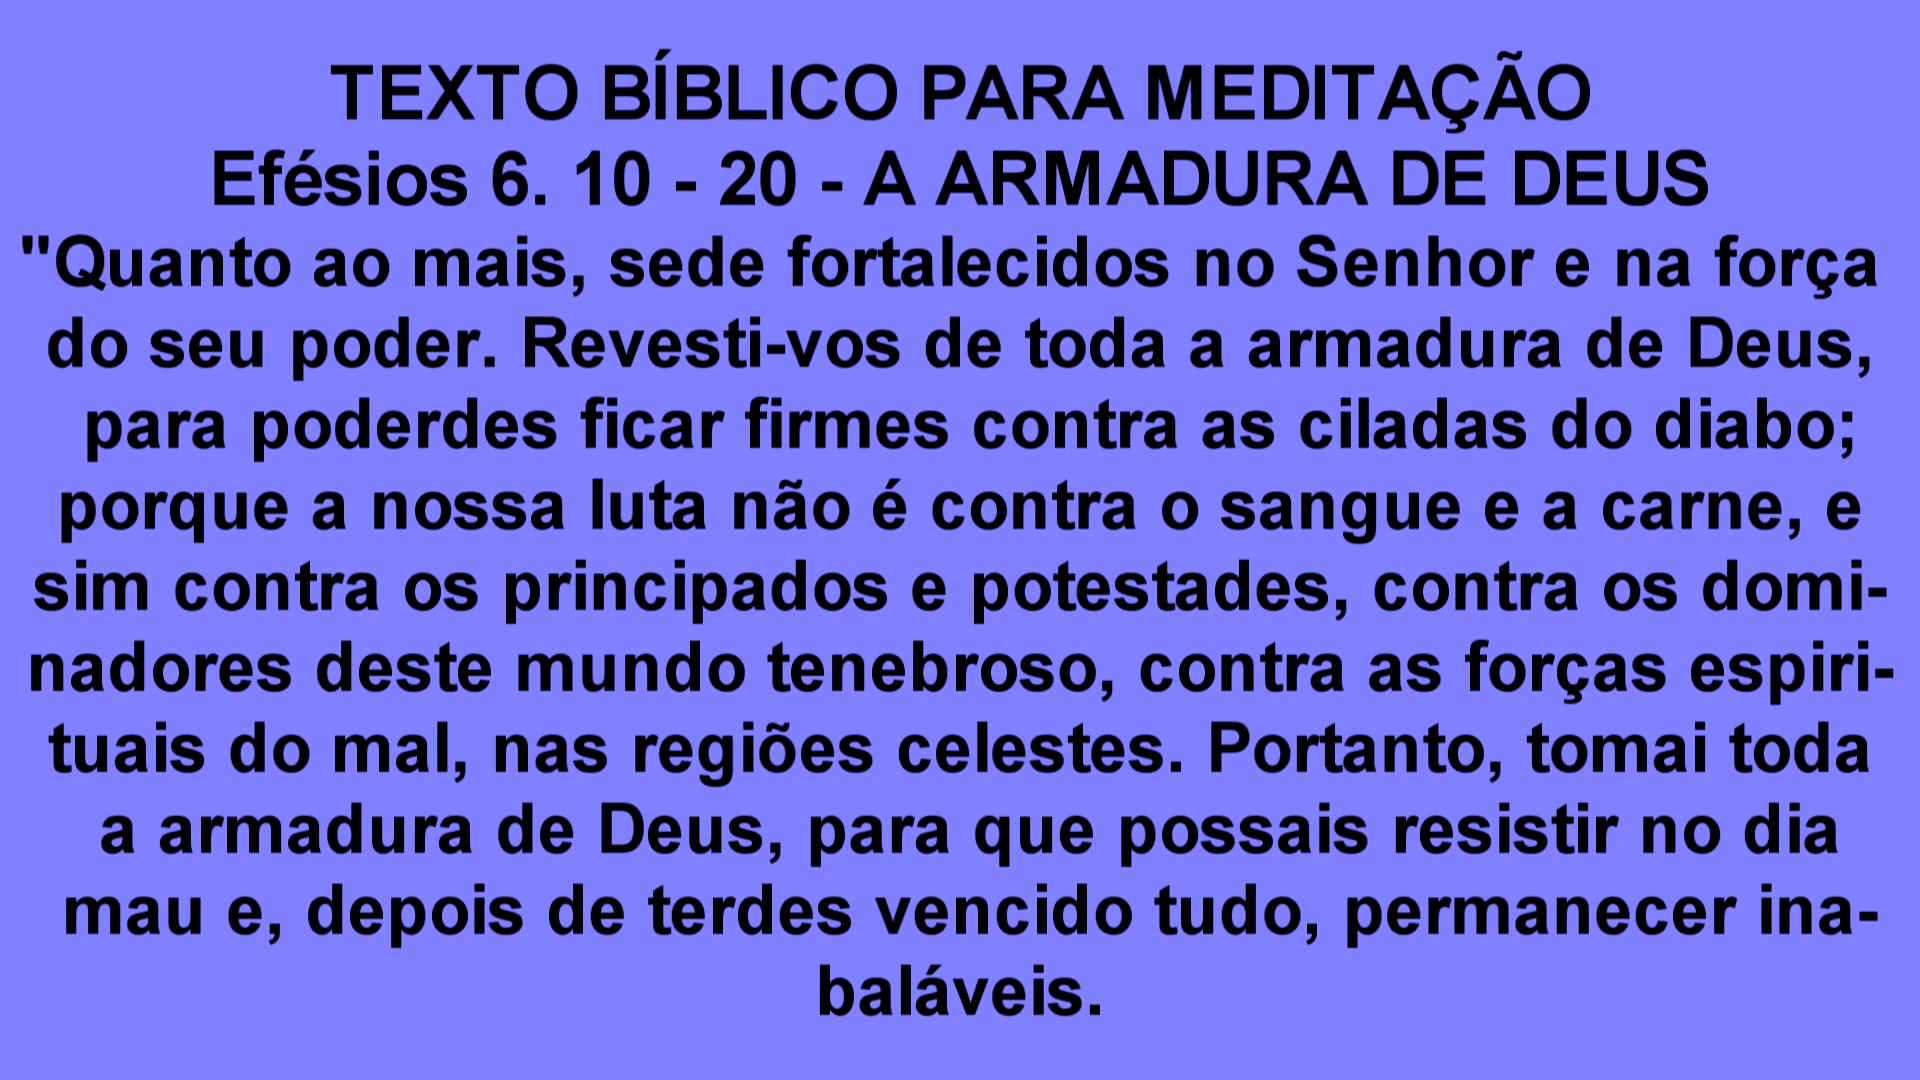 TEXTO BÍBLICO PARA MEDITAÇÃO
Efésios 6. 10 - 20 - A ARMADURA DE DEUS
"Quanto ao mais, sede fortalecidos no Senhor e na força
do seu poder. Revesti-vos de toda a armadura de Deus,
para poderdes ficar firmes contra as ciladas do diabo;
porque a nossa luta não é contra o sangue e a carne, e
sim contra os principados e potestades, contra os domi-
nadores deste mundo tenebroso, contra as forças espiri-
tuais do mal, nas regiões celestes. Portanto, tomai toda
a armadura de Deus, para que possais resistir no dia
mau e, depois de terdes vencido tudo, permanecer ina-
baláveis.